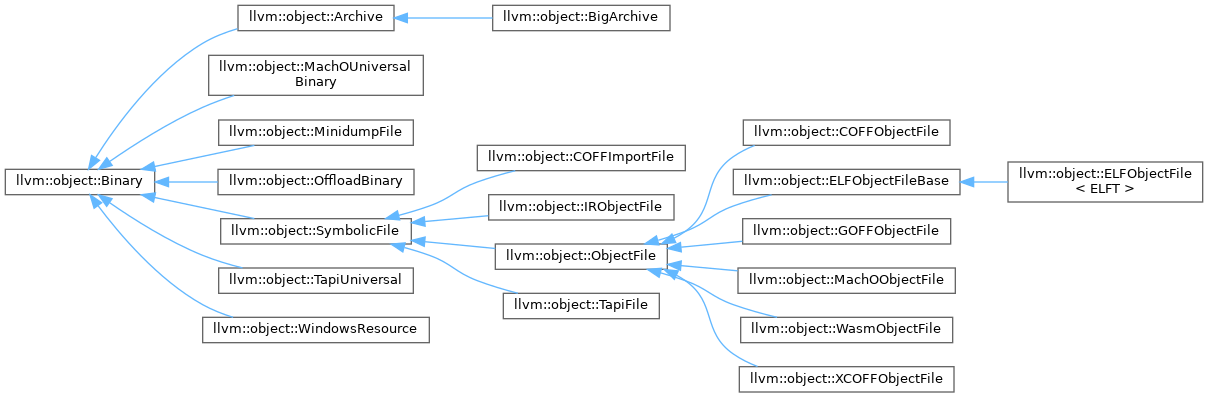 llvm::object::Archive
llvm::object::BigArchive
llvm::object::MachOUniversal
Binary
llvm::object::MinidumpFile
llvm::object::COFFObjectFile
llvm::object::COFFImportFile
llvm::object::Binary
llvm::object::OffloadBinary
llvm::object::ELFObjectFileBase
llvm::object::ELFObjectFile
< ELFT >
llvm::object::IRObjectFile
llvm::object::SymbolicFile
llvm::object::GOFFObjectFile
llvm::object::ObjectFile
llvm::object::TapiUniversal
llvm::object::MachOObjectFile
llvm::object::TapiFile
llvm::object::WindowsResource
llvm::object::WasmObjectFile
llvm::object::XCOFFObjectFile